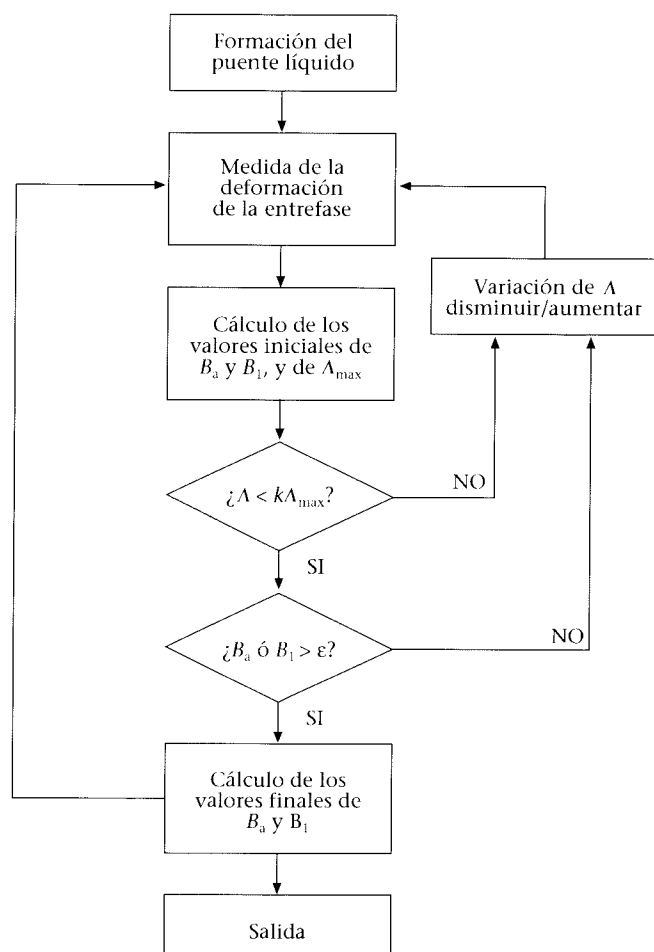 Formación del
puente líquido
Medida de la
deformación
de la entrefase
Variación de Λ
disminuir/aumentar
Cálculo de los
valores iniciales de
Bₐ y B₁, y de Λₘₐₓ
¿Λ < kΛₘₐₓ?
NO
SI
¿Bₐ ó B₁ > ε?
NO
SI
Cálculo de los
valores finales de
Bₐ y B₁
Salida